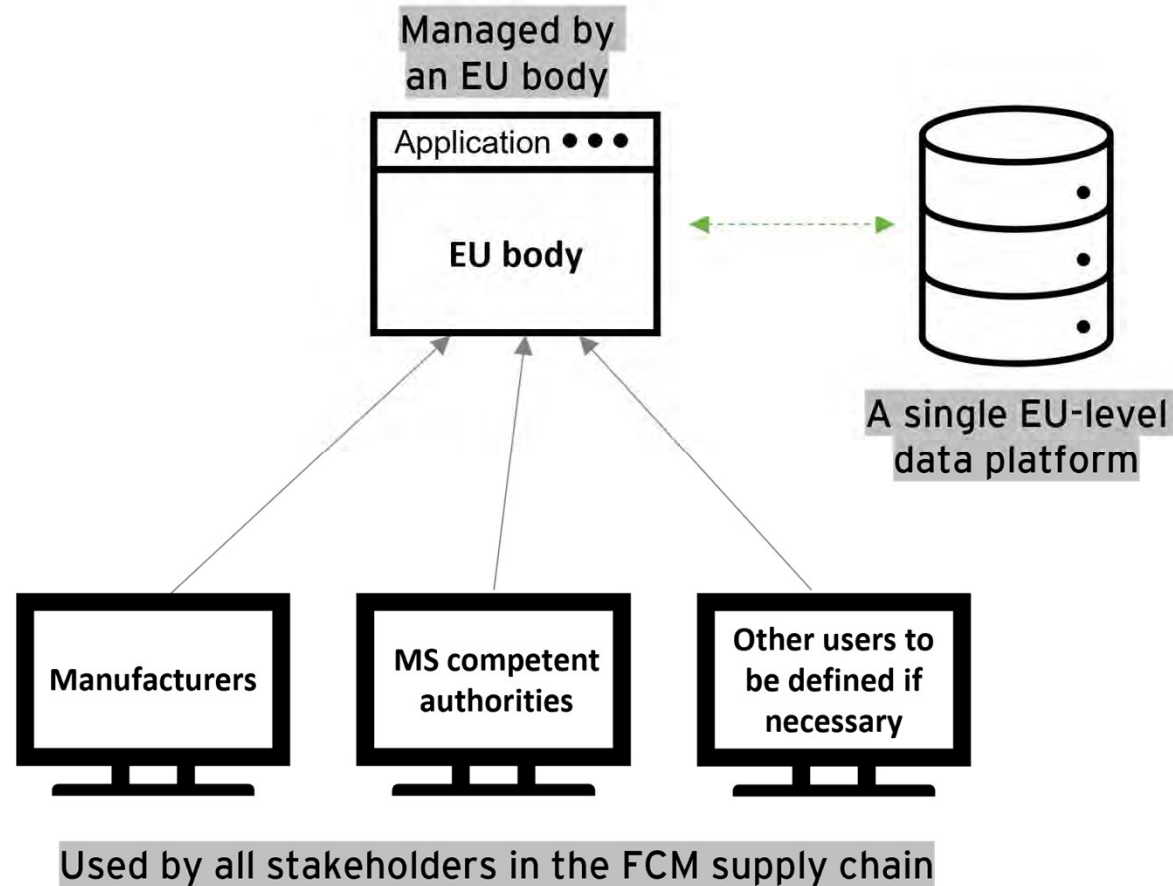 Managed by
an EU body
Application
EU body
A single EU-level
data platform
Manufacturers
MS competent
authorities
Other users to
be defined if
necessary
Used by all stakeholders in the FCM supply chain